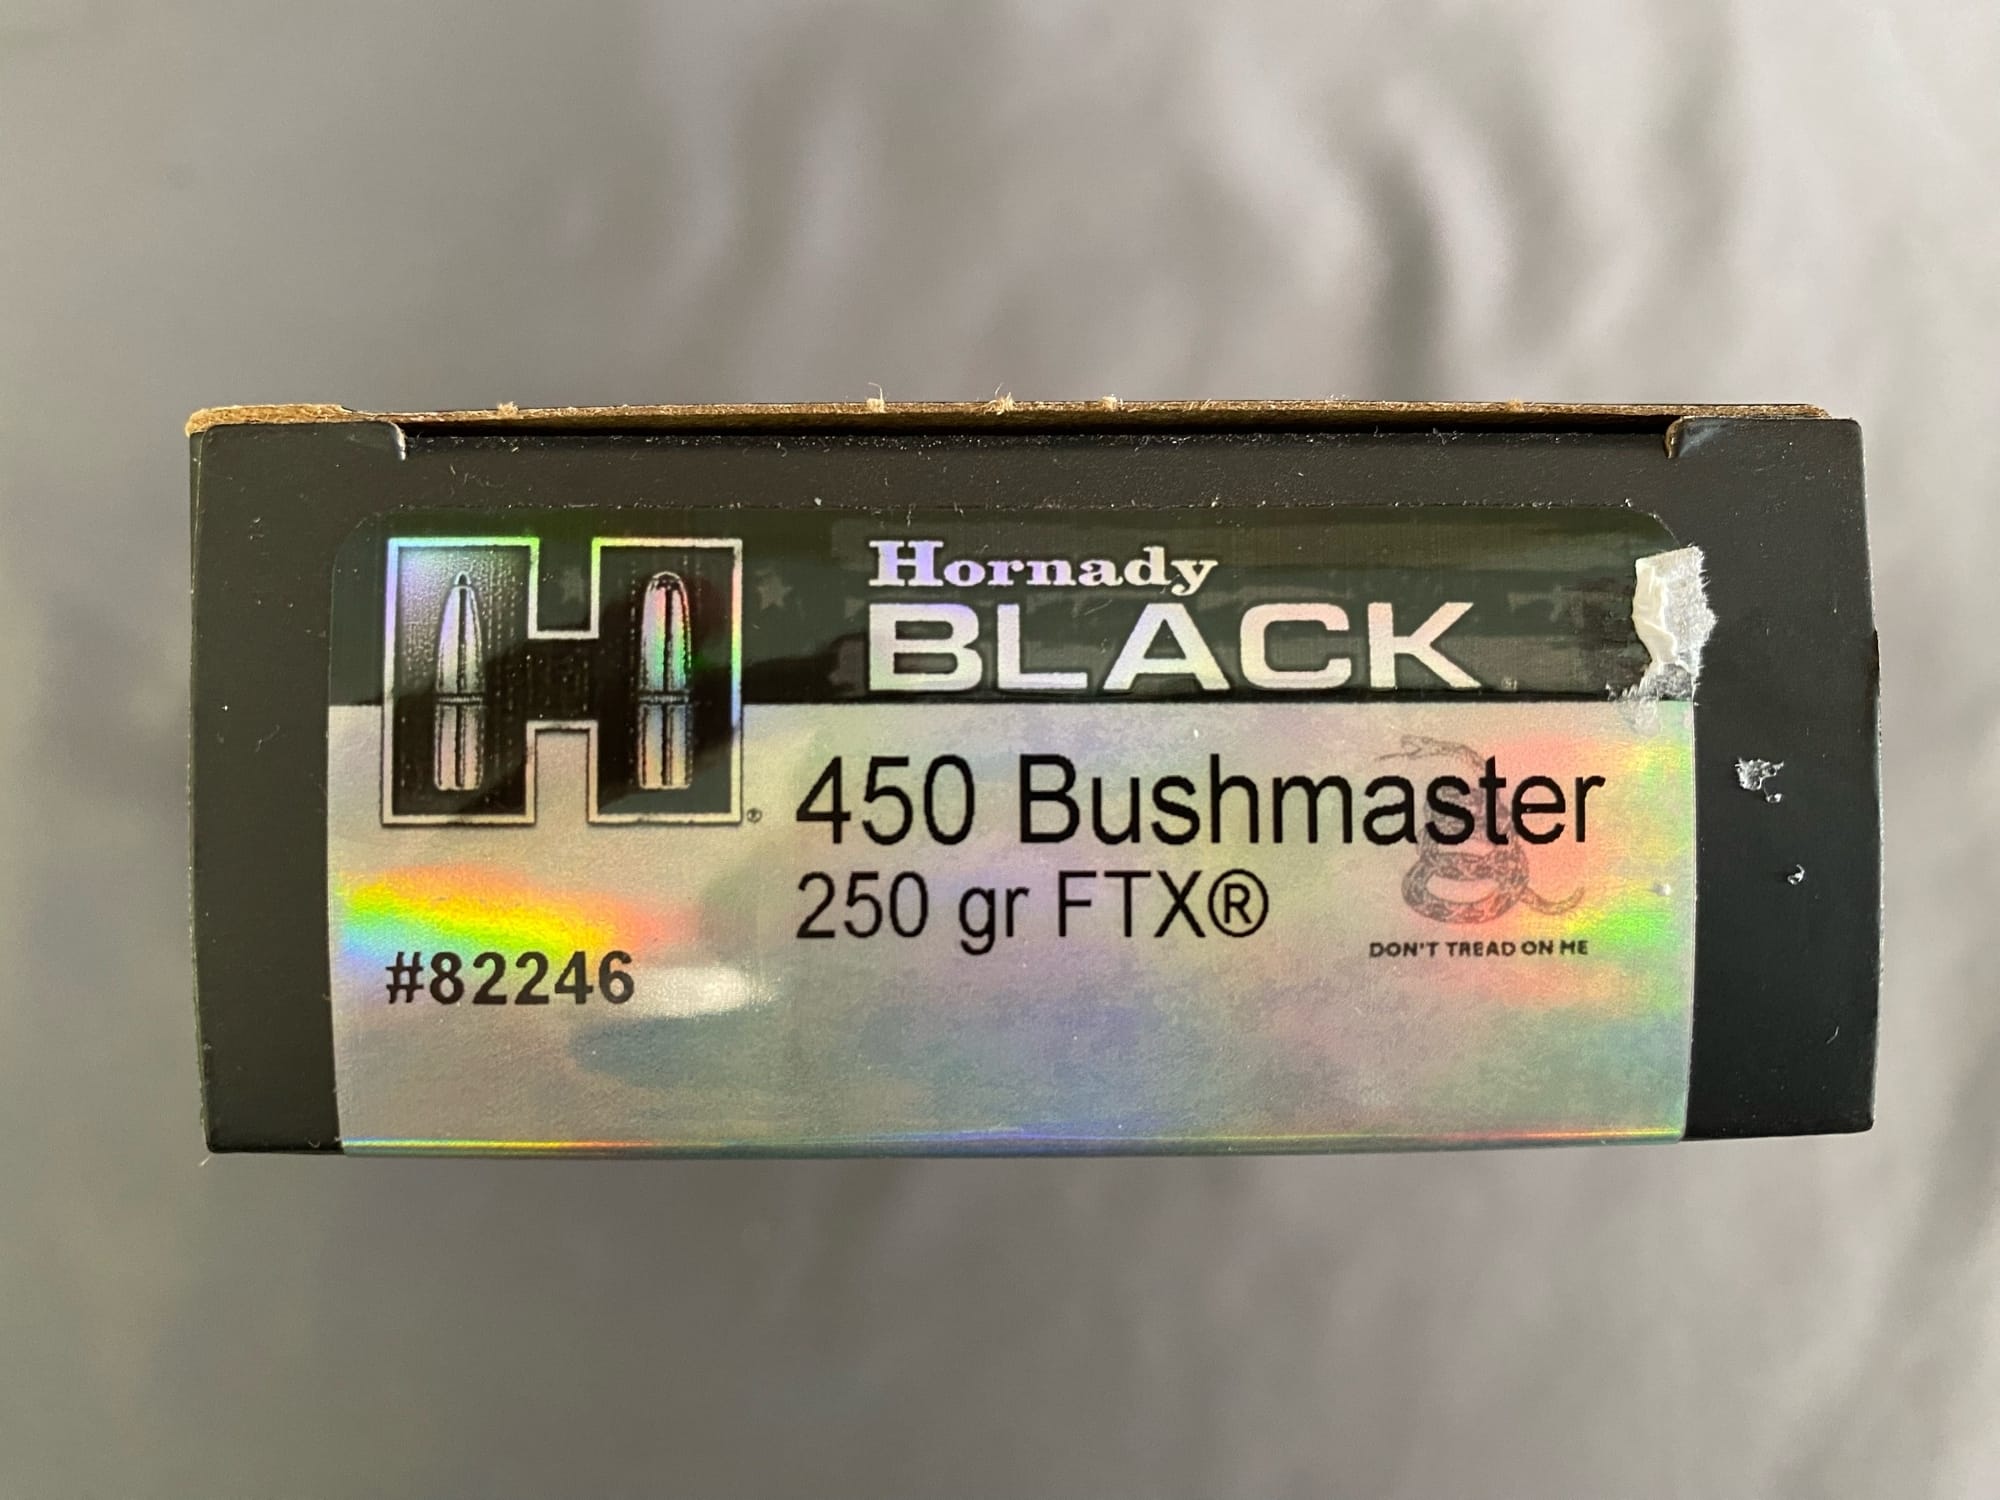 Hornady
BLACK
450 Bushmaster
250 gr FTX®
#82246
DON'T TREAD ON ME